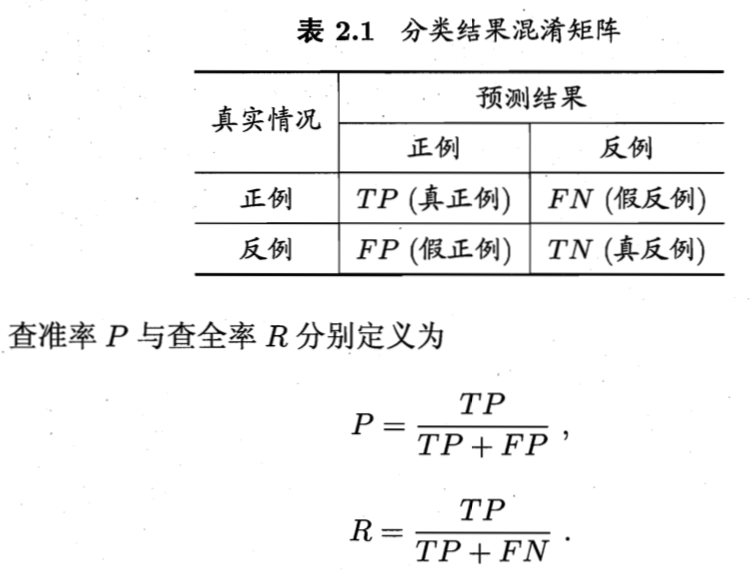 表 2.1 分类结果混淆矩阵
真实情况 预测结果
正例 反例
正例 TP (真正例) FN (假反例)
反例 FP (假正例) TN (真反例)
查准率 P 与查全率 R 分别定义为
P = TP / (TP + FP) ,
R = TP / (TP + FN) .